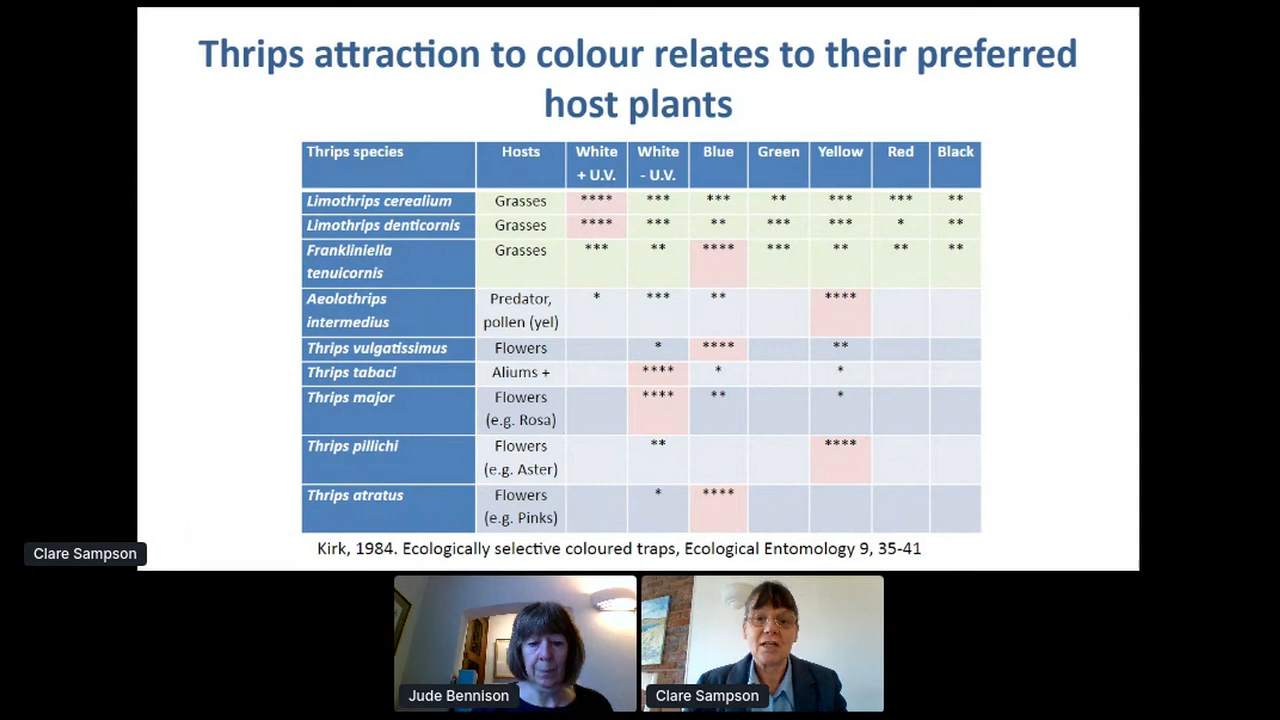 Thrips attraction to colour relates to their preferred
host plants
Thrips species Hosts White + U.V. White - U.V. Blue Green Yellow Red Black
Limothrips cerealium Grasses **** *** *** ** *** *** **
Limothrips denticornis Grasses **** *** ** *** *** * **
Frankliniella tenuicornis Grasses *** ** **** *** ** ** **
Aeolothrips intermedius Predator, pollen (yel) * *** ** ****
Thrips vulgatissimus Flowers * **** **
Thrips tabaci Aliums + **** * *
Thrips major Flowers (e.g. Rosa) **** ** *
Thrips pillichi Flowers (e.g. Aster) ** ****
Thrips atratus Flowers (e.g. Pinks) * ****
Kirk, 1984. Ecologically selective coloured traps, Ecological Entomology 9, 35-41
Clare Sampson
Jude Bennison
Clare Sampson